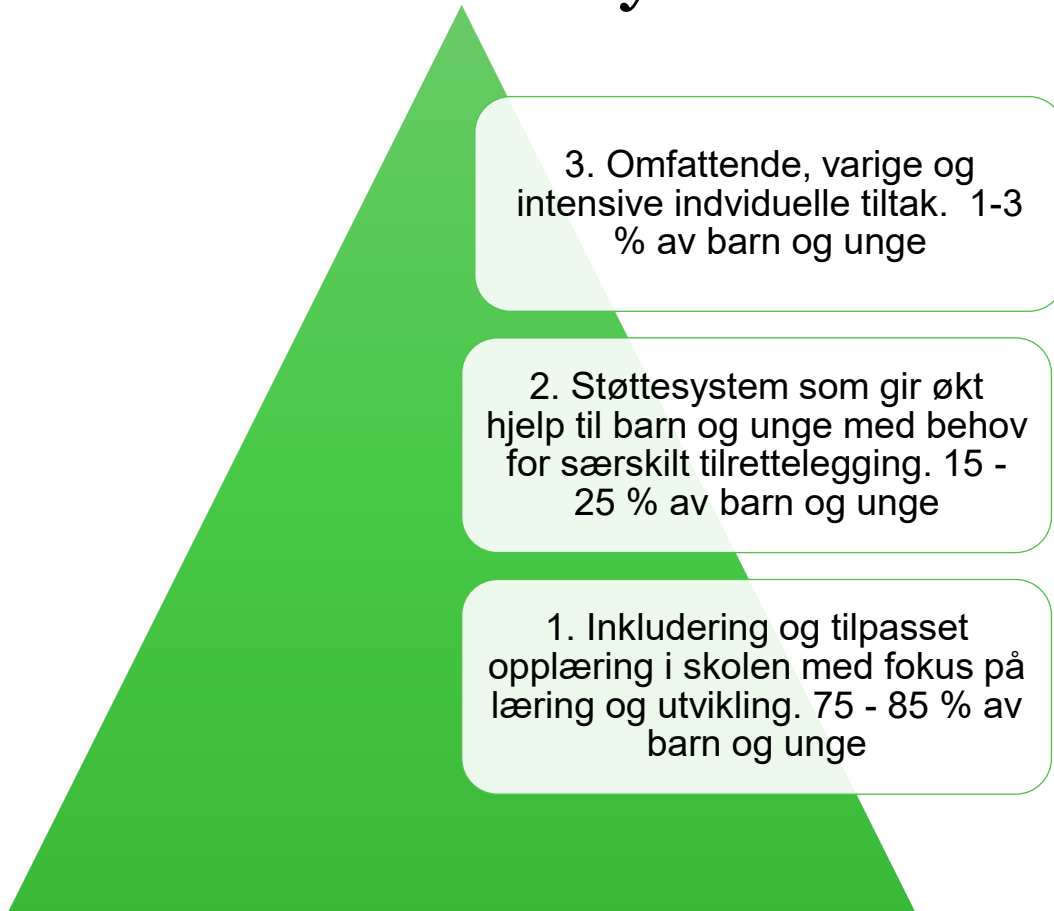 3. Omfattende, varige og
intensive indviduelle tiltak. 1-3
% av barn og unge
2. Støttesystem som gir økt
hjelp til barn og unge med behov
for særskilt tilrettelegging. 15 -
25 % av barn og unge
1. Inkludering og tilpasset
opplæring i skolen med fokus på
læring og utvikling. 75 - 85 % av
barn og unge